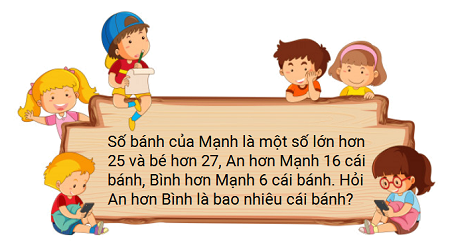 Số bánh của Mạnh là một số lớn hơn
25 và bé hơn 27, An hơn Mạnh 16 cái
bánh, Bình hơn Mạnh 6 cái bánh. Hỏi
An hơn Bình là bao nhiêu cái bánh?